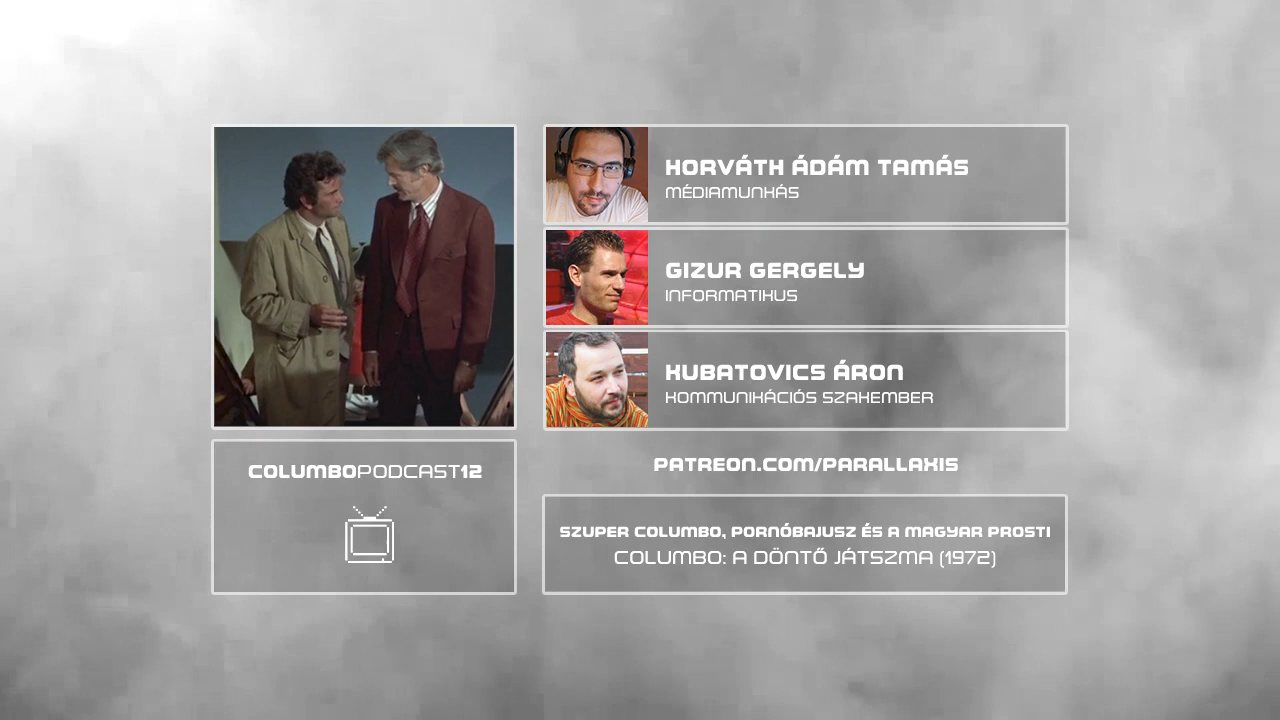 HORVÁTH ÁDÁM TAMÁS
MÉDIAMUNKÁS
GIZUR GERGELY
INFORMATIKUS
KUBATOVICS ÁRON
KOMMUNIKÁCIÓS SZAKEMBER
COLUMBOPODCAST12
PATREON.COM/PARALLAXIS
SZUPER COLUMBO, PORNÓBAJUSZ ÉS A MAGYAR PROSTI
COLUMBO: A DÖNTŐ JÁTSZMA (1972)